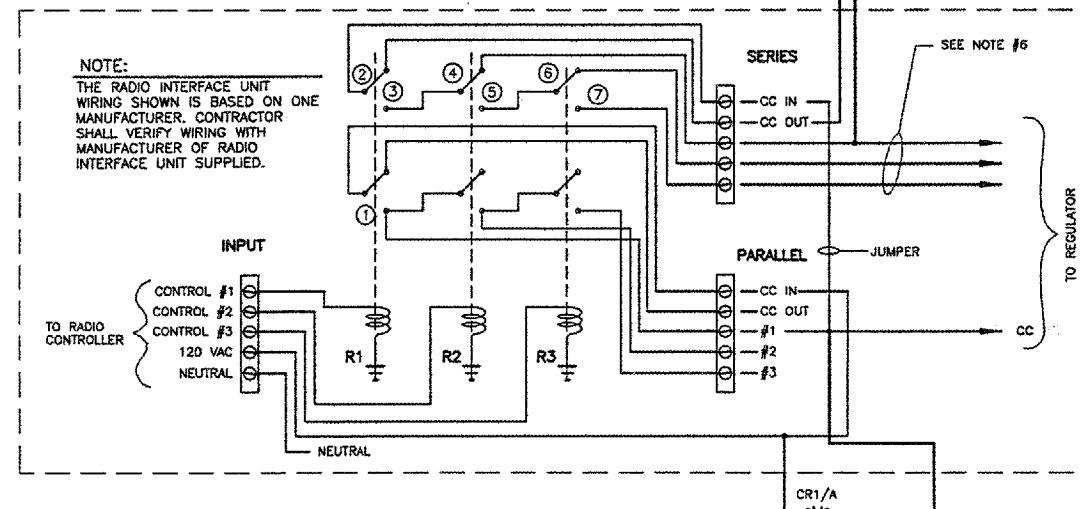 NOTE:
THE RADIO INTERFACE UNIT
WIRING SHOWN IS BASED ON ONE
MANUFACTURER. CONTRACTOR
SHALL VERIFY WIRING WITH
MANUFACTURER OF RADIO
INTERFACE UNIT SUPPLIED.
2
3
4
5
6
7
1
SERIES
CC IN
CC OUT
SEE NOTE #6
TO REGULATOR
JUMPER
PARALLEL
CC IN
CC OUT
#1
#2
#3
CC
INPUT
TO RADIO
CONTROLLER
CONTROL #1
CONTROL #2
CONTROL #3
120 VAC
NEUTRAL
R1
R2
R3
NEUTRAL
CR1/A